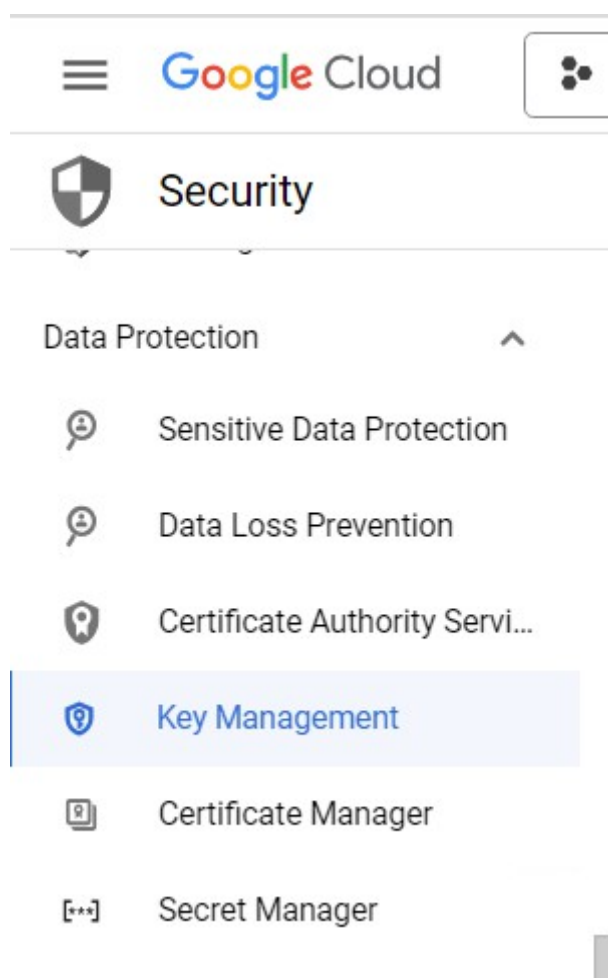 Google Cloud
Security
Data Protection
Sensitive Data Protection
Data Loss Prevention
Certificate Authority Servi...
Key Management
Certificate Manager
[***] Secret Manager